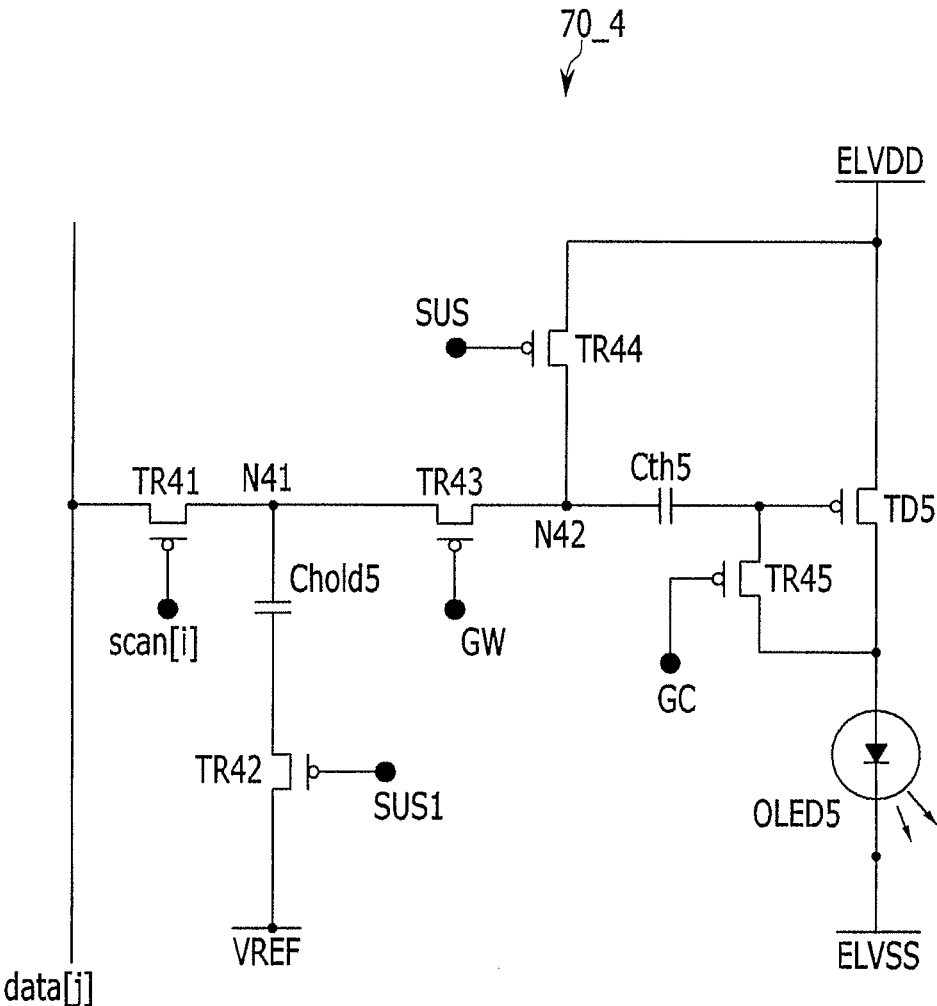 70_4
ELVDD
SUS
TR44
TR41
N41
TR43
Cth5
N42
TD5
Chold5
TR45
scan[i]
GW
GC
TR42
SUS1
OLED5
VREF
ELVSS
data[j]